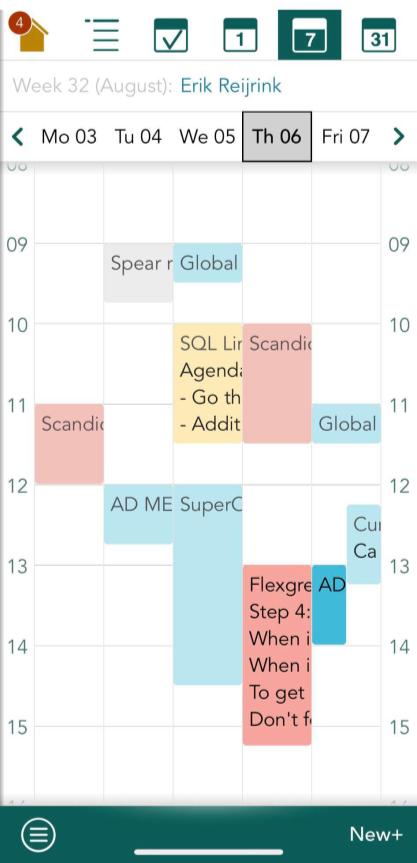 4
1
7
31
Week 32 (August): Erik Reijrink
< Mo 03 Tu 04 We 05 Th 06 Fri 07 >
09 09
Spear r
Global
10 10
SQL Lir
Agenda
- Go th
- Addit
Scandic
11 11
Scandic
Global
12 12
AD ME
SuperC
Cur
Ca
13 13
Flexgre
Step 4:
When i
When i
To get
Don't f
AD
14 14
15 15
New+